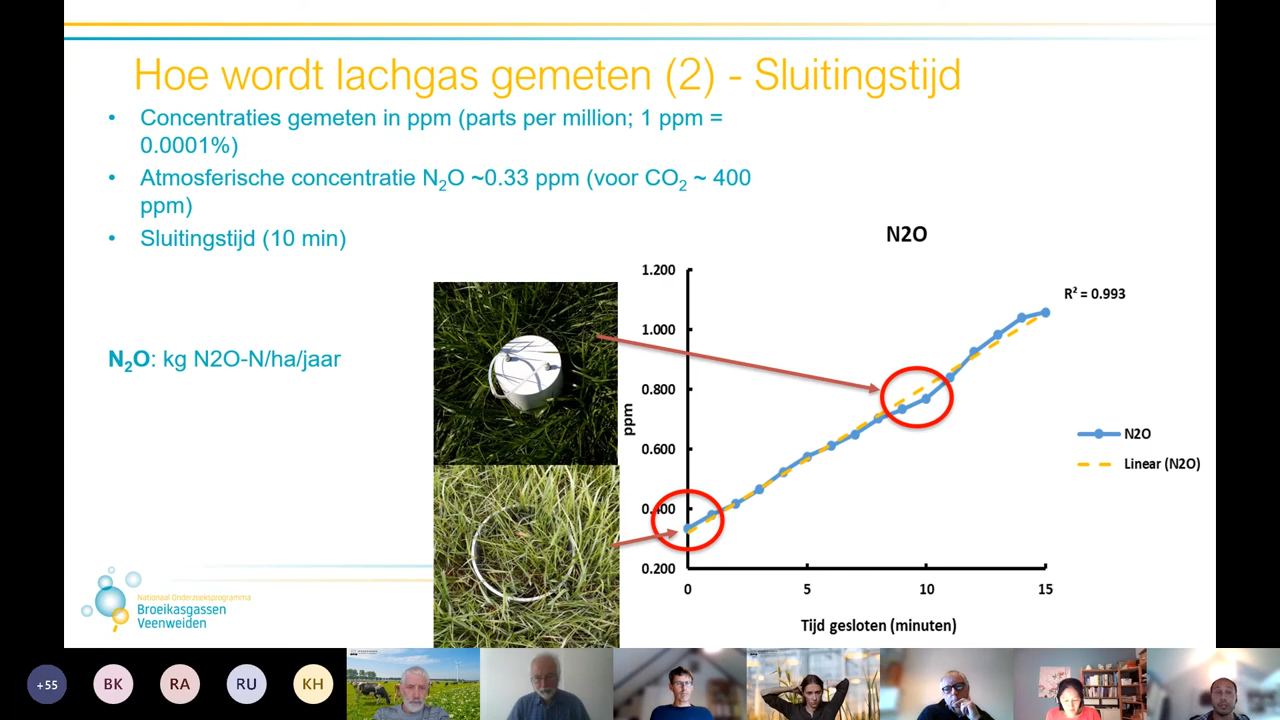 Hoe wordt lachgas gemeten (2) - Sluitingstijd
• Concentraties gemeten in ppm (parts per million; 1 ppm =
0.0001%)
• Atmosferische concentratie N₂O ~0.33 ppm (voor CO₂ ~ 400
ppm)
• Sluitingstijd (10 min)
N₂O: kg N2O-N/ha/jaar
N2O
R² = 0.993
1.200
1.000
0.800
0.600
0.400
0.200
ppm
0 5 10 15
Tijd gesloten (minuten)
N2O
Linear (N2O)
Nationaal Onderzoeksprogramma
Broeikasgassen
Veenweiden
+55 BK RA RU KH